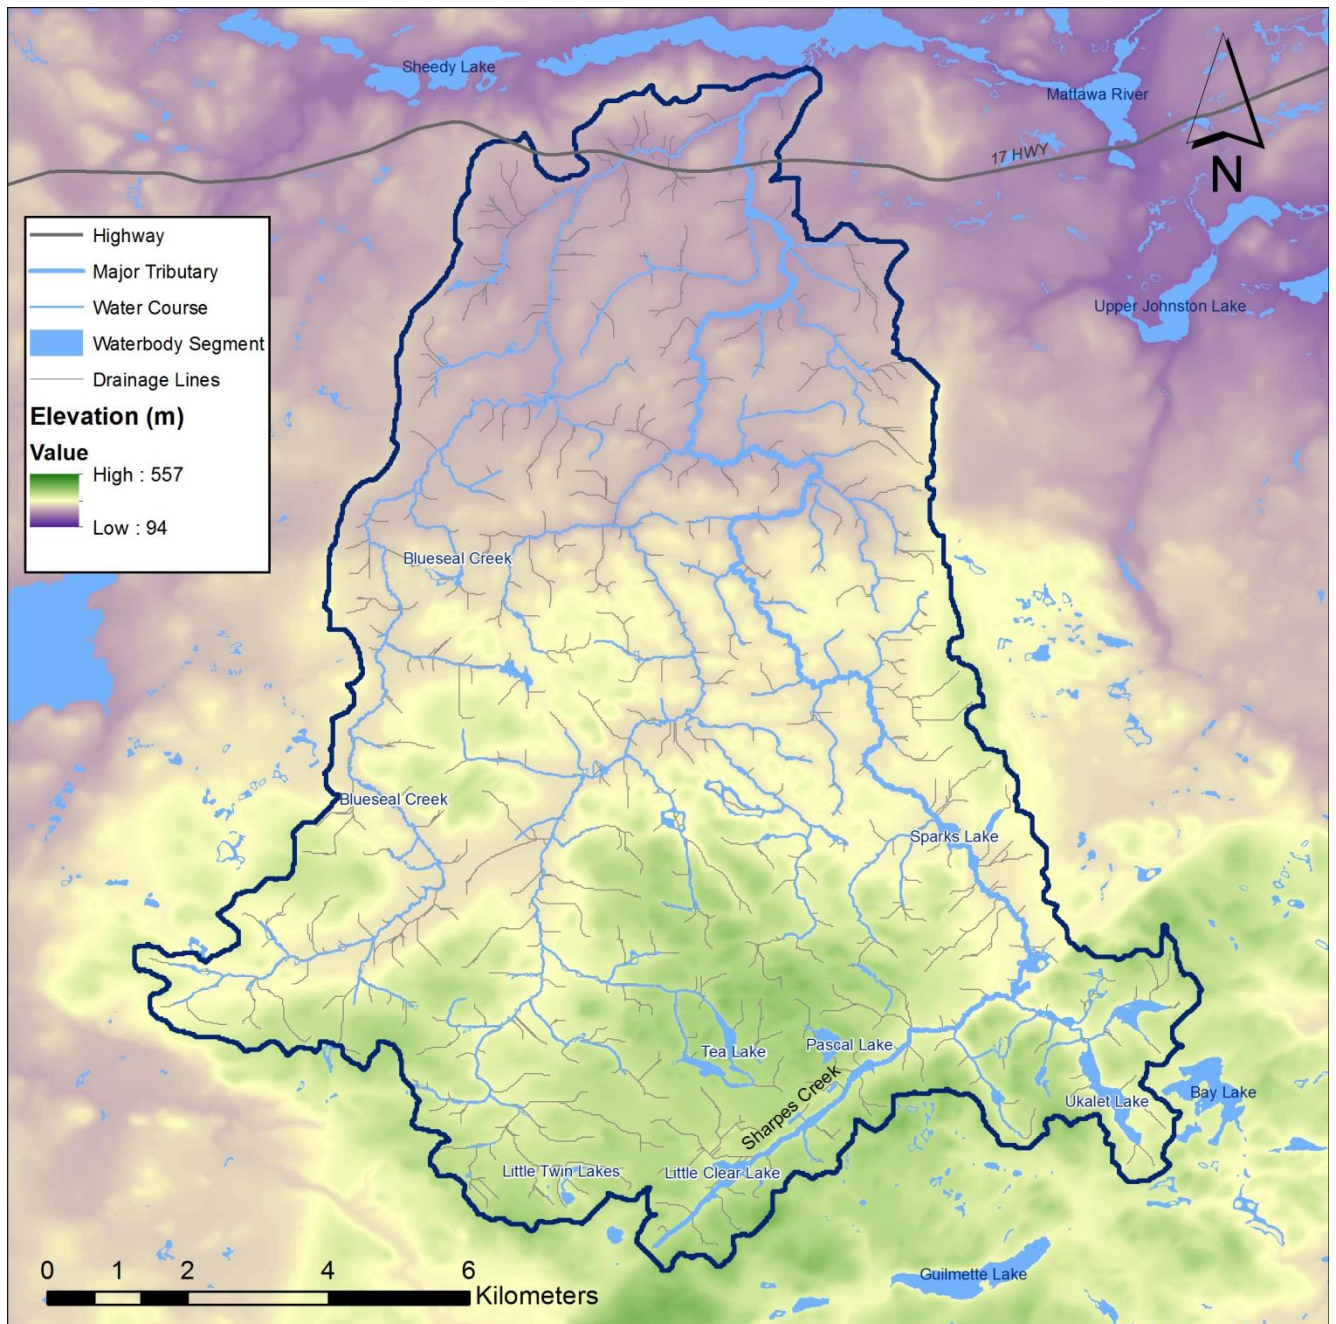 Sheedy Lake
Mattawa River
17 HWY
N
Highway
Major Tributary
Water Course
Waterbody Segment
Drainage Lines
Elevation (m)
Value
High : 557
Low : 94
Upper Johnston Lake
Blueseal Creek
Blueseal Creek
Sparks Lake
Tea Lake
Pascal Lake
Sharpes Creek
Ukalet Lake
Bay Lake
Little Twin Lakes
Little Clear Lake
Guilmette Lake
0 1 2 4 6
Kilometers